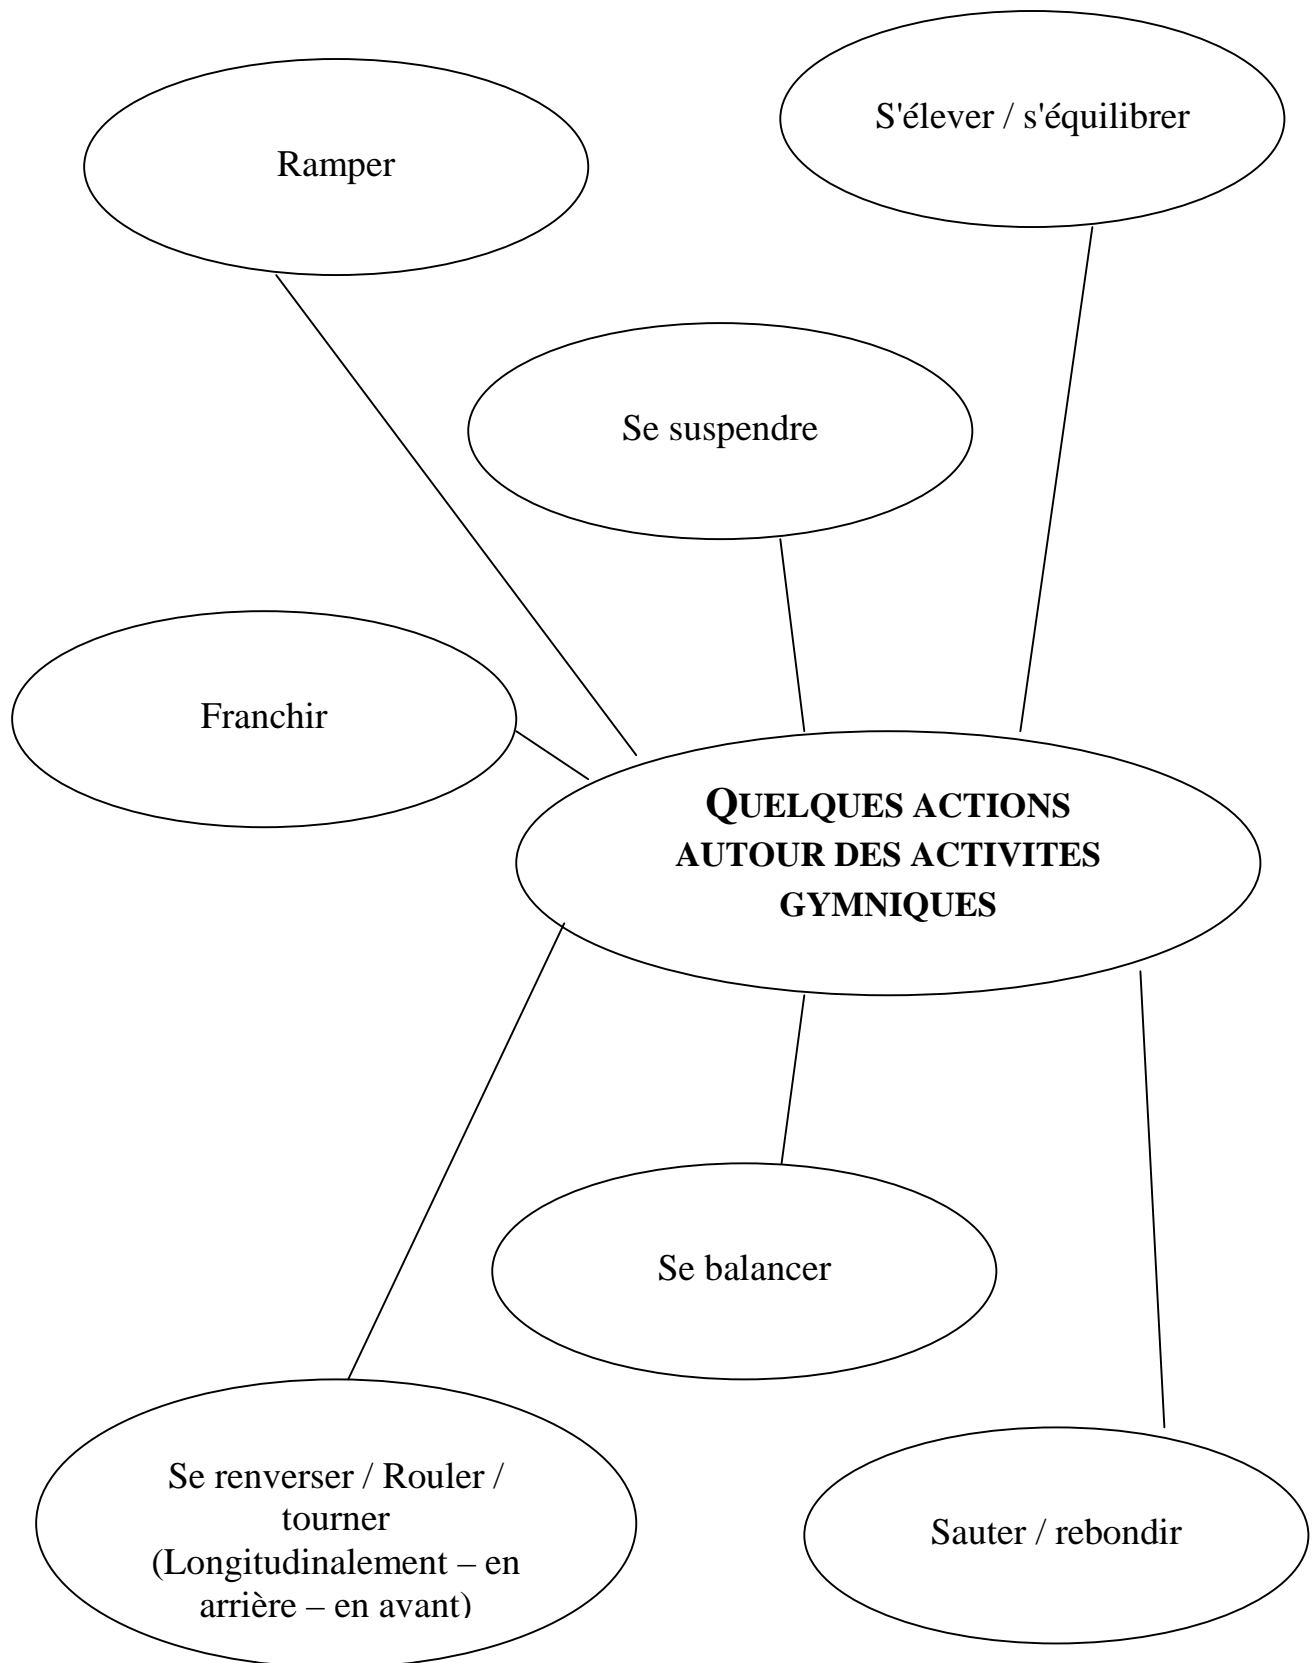 S'élever / s'équilibrer
Ramper
Se suspendre
Franchir
QUELQUES ACTIONS
AUTOUR DES ACTIVITES
GYMNIQUES
Se balancer
Se renverser / Rouler /
tourner
(Longitudinalement – en
arrière – en avant)
Sauter / rebondir